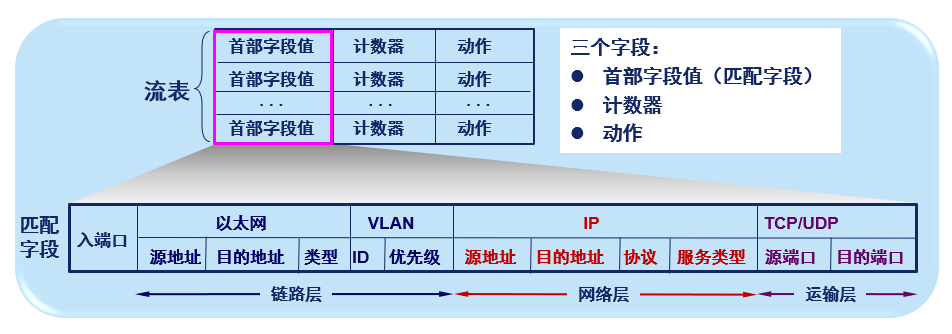 首部字段值 计数器 动作
首部字段值 计数器 动作
... ... ...
首部字段值 计数器 动作
流表
三个字段：
● 首部字段值（匹配字段）
● 计数器
● 动作
匹配字段
入端口 以太网 VLAN IP TCP/UDP
源地址 目的地址 类型 ID 优先级 源地址 目的地址 协议 服务类型 源端口 目的端口
链路层 网络层 运输层